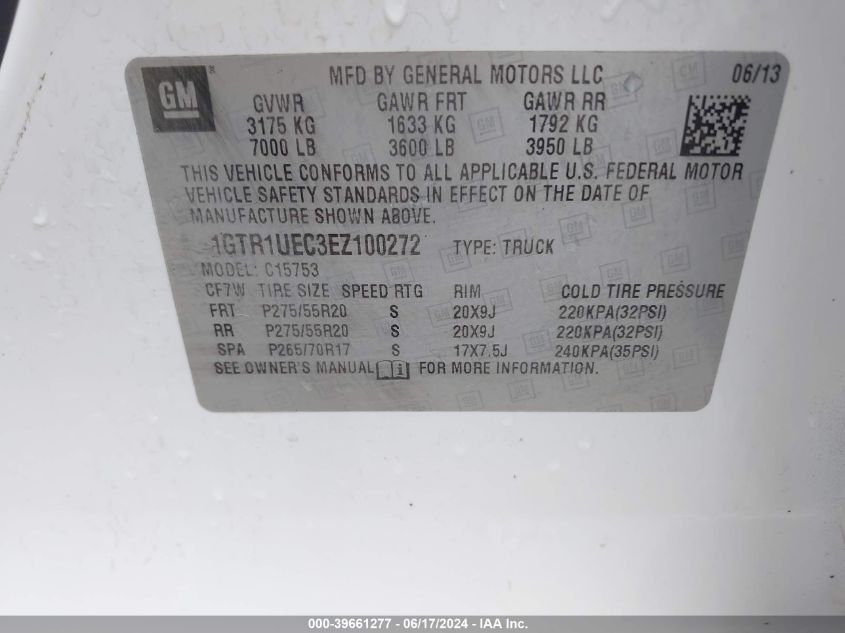 GM
MFD BY GENERAL MOTORS LLC 06/13
GVWR GAWR FRT GAWR RR
3175 KG 1633 KG 1792 KG
7000 LB 3600 LB 3950 LB
THIS VEHICLE CONFORMS TO ALL APPLICABLE U.S. FEDERAL MOTOR
VEHICLE SAFETY STANDARDS IN EFFECT ON THE DATE OF
MANUFACTURE SHOWN ABOVE.
1GTR1UEC3EZ100272 TYPE: TRUCK
MODEL: C15753
CF7W TIRE SIZE SPEED RTG RIM COLD TIRE PRESSURE
FRT P275/55R20 S 20X9J 220KPA(32PSI)
RR P275/55R20 S 20X9J 220KPA(32PSI)
SPA P265/70R17 S 17X7.5J 240KPA(35PSI)
SEE OWNER'S MANUAL i FOR MORE INFORMATION.
000-39661277 - 06/17/2024 - IAA Inc.